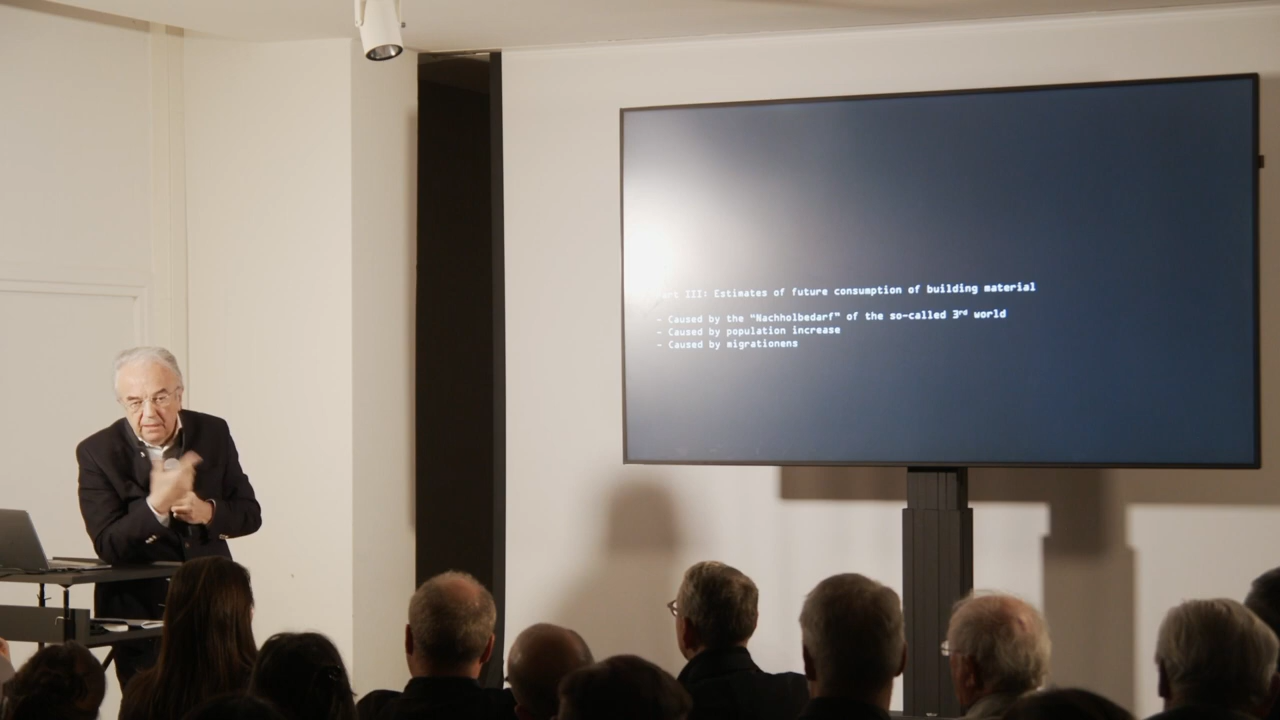 III: Estimates of future consumption of building material
- Caused by the "Nachholbedarf" of the so-called 3rd world
- Caused by population increase
- Caused by migrationens